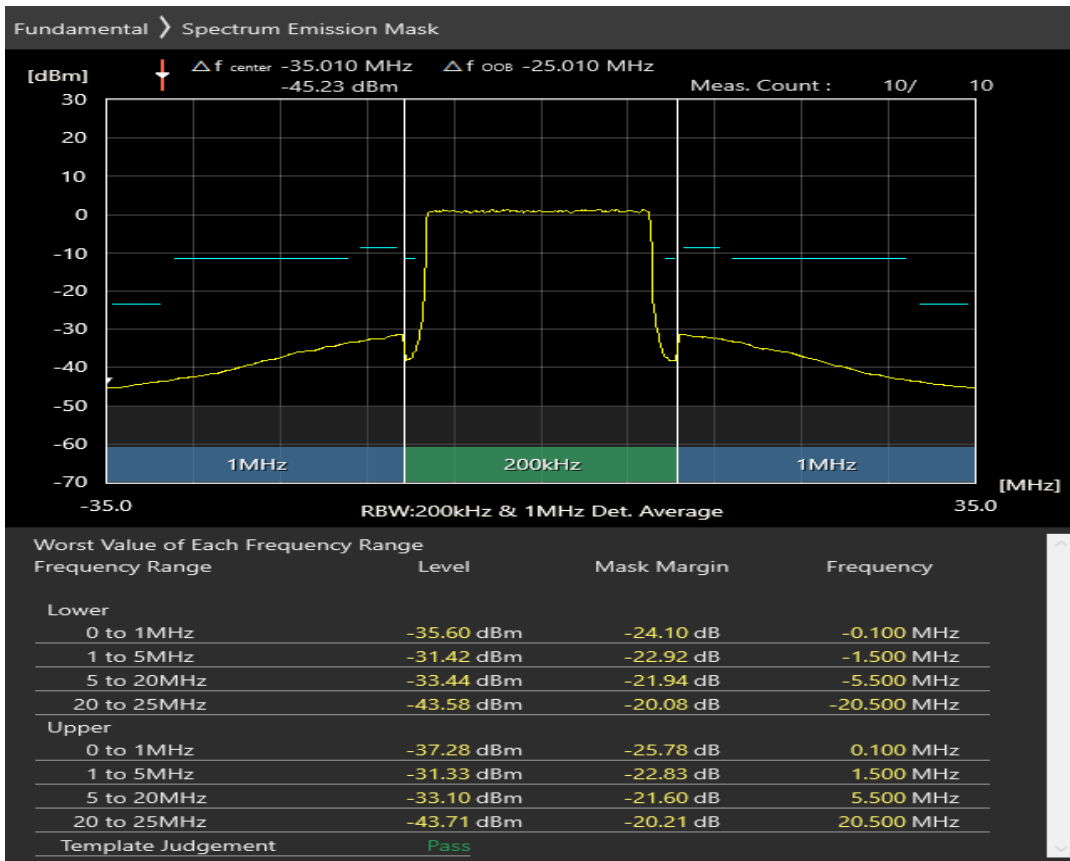 Fundamental ❯ Spectrum Emission Mask
△f center -35.010 MHz △f OOB -25.010 MHz
[dBm] -45.23 dBm Meas. Count : 10/ 10
30
20
10
0
-10
-20
-30
-40
-50
-60
1MHz 200kHz 1MHz
-70
[MHz]
-35.0 RBW:200kHz & 1MHz Det. Average 35.0
Worst Value of Each Frequency Range
Frequency Range Level Mask Margin Frequency
Lower
0 to 1MHz -35.60 dBm -24.10 dB -0.100 MHz
1 to 5MHz -31.42 dBm -22.92 dB -1.500 MHz
5 to 20MHz -33.44 dBm -21.94 dB -5.500 MHz
20 to 25MHz -43.58 dBm -20.08 dB -20.500 MHz
Upper
0 to 1MHz -37.28 dBm -25.78 dB 0.100 MHz
1 to 5MHz -31.33 dBm -22.83 dB 1.500 MHz
5 to 20MHz -33.10 dBm -21.60 dB 5.500 MHz
20 to 25MHz -43.71 dBm -20.21 dB 20.500 MHz
Template Judgement Pass